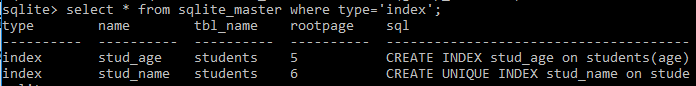 sqlite> select * from sqlite_master where type='index';
type        name        tbl_name    rootpage    sql
----------  ----------  ----------  ----------  -----------------------------------
index       stud_age    students    5           CREATE INDEX stud_age on students(age)
index       stud_name   students    6           CREATE UNIQUE INDEX stud_name on stude